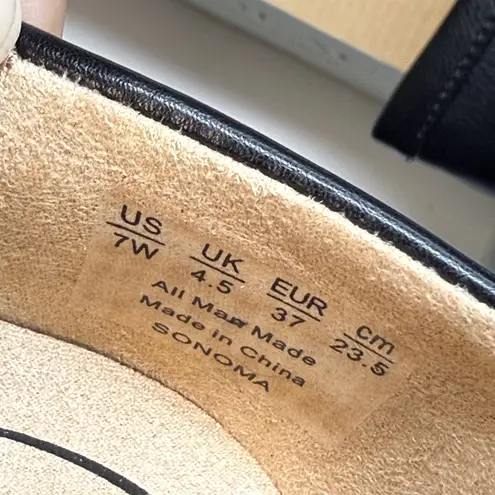 US UK EUR cm
7W 4.5 37 23.5
All Man Made
Made in China
SONOMA